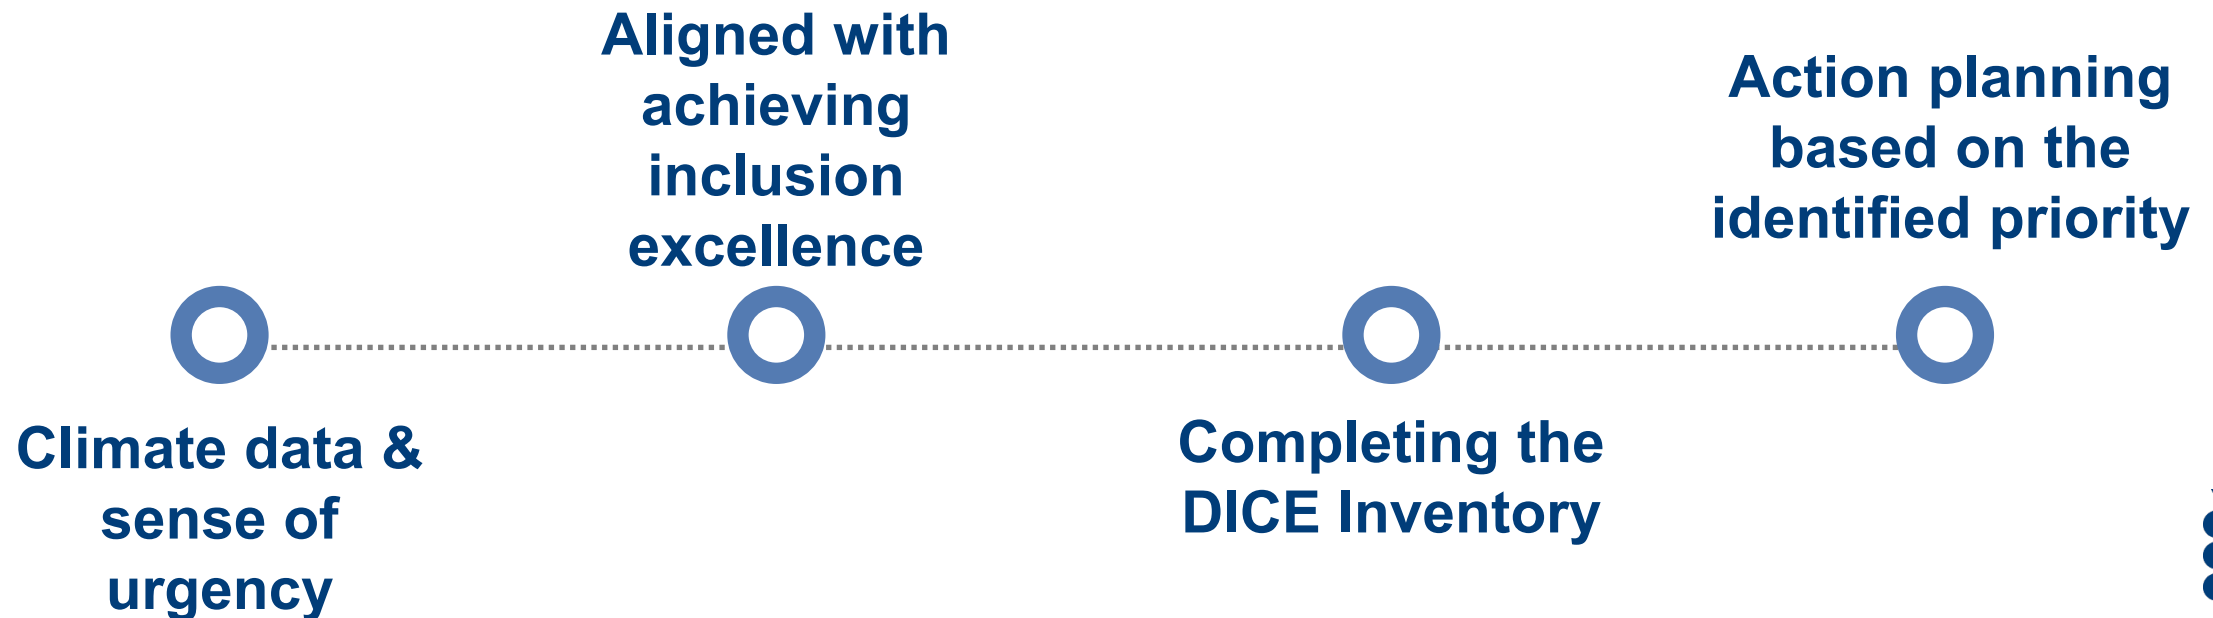 Climate data &
sense of
urgency
Aligned with
achieving
inclusion
excellence
Completing the
DICE Inventory
Action planning
based on the
identified priority